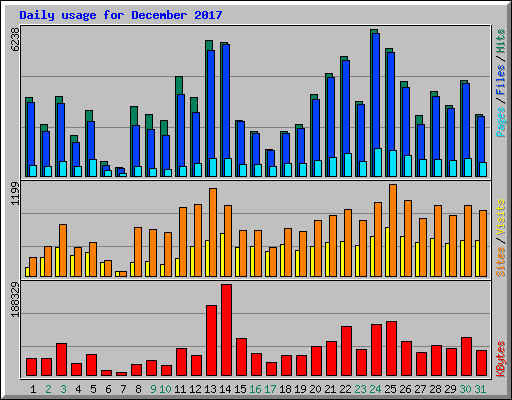 Daily usage for December 2017
6238
Pages/Files/Hits
1199
Sites/Visits
188329
KBytes
1 2 3 4 5 6 7 8 9 10 11 12 13 14 15 16 17 18 19 20 21 22 23 24 25 26 27 28 29 30 31